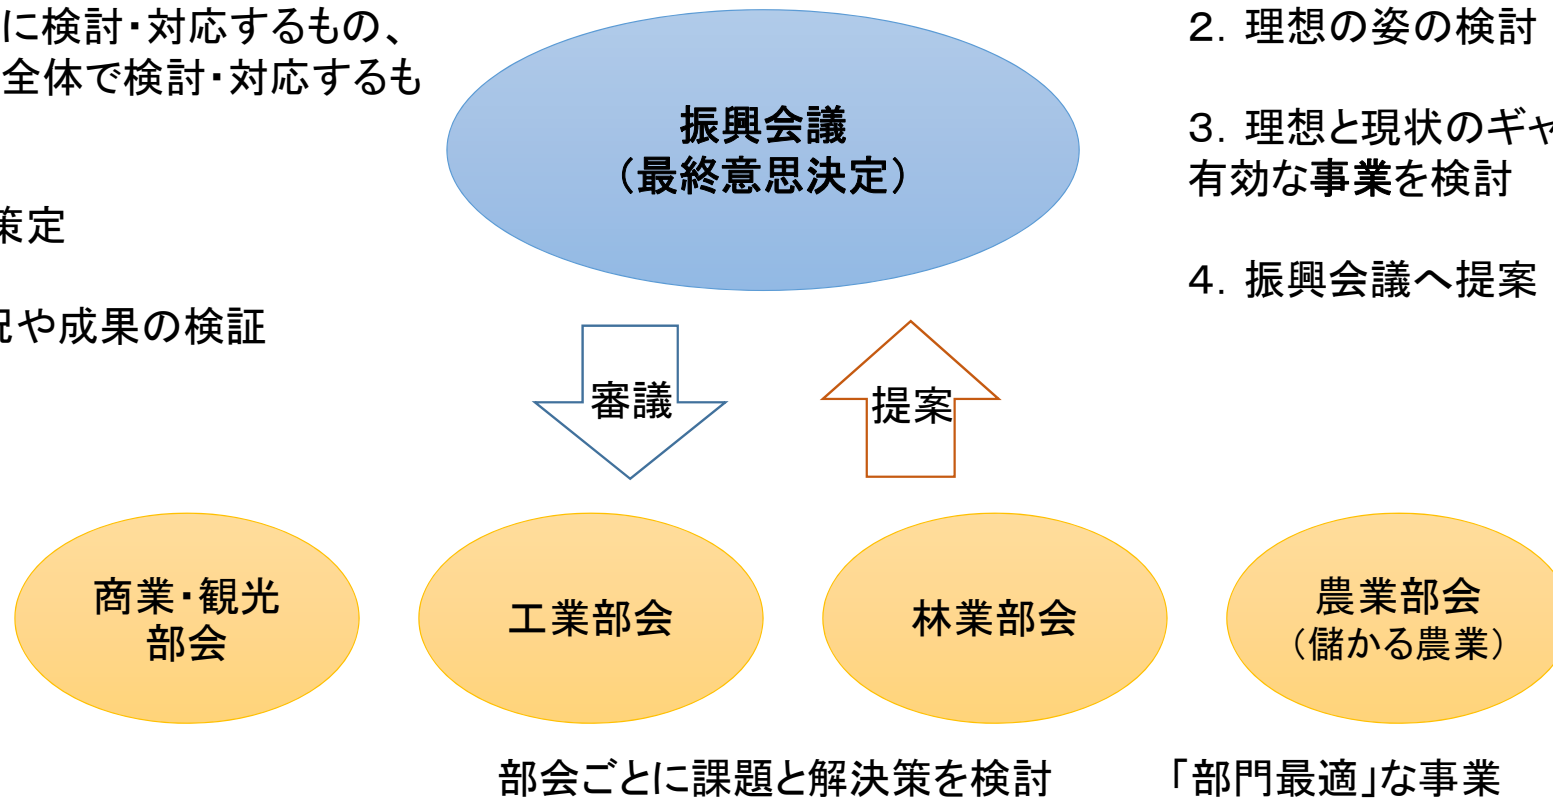 に検討・対応するもの、
全体で検討・対応するも
策定
況や成果の検証
振興会議
（最終意思決定）
２．理想の姿の検討
３．理想と現状のギャ
有効な事業を検討
４．振興会議へ提案
審議
提案
商業・観光
部会
工業部会
林業部会
農業部会
（儲かる農業）
部会ごとに課題と解決策を検討
「部門最適」な事業